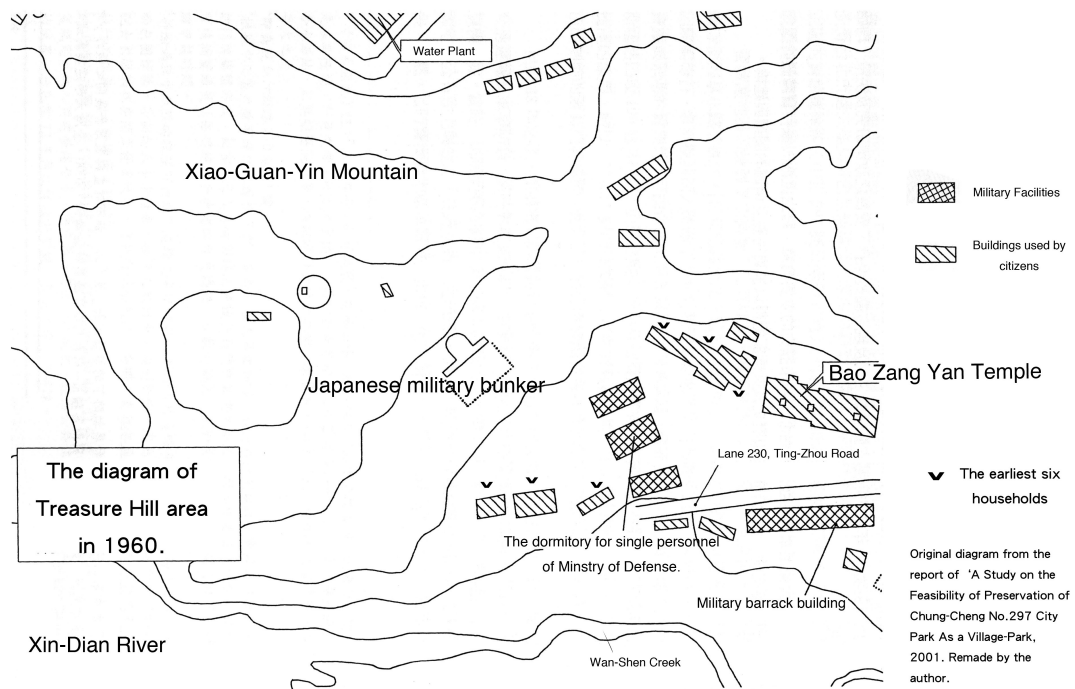 Water Plant
Xiao-Guan-Yin Mountain
Military Facilities
Buildings used by
citizens
Japanese military bunker
Bao Zang Yan Temple
The diagram of
Treasure Hill area
in 1960.
Lane 230, Ting-Zhou Road
The earliest six
households
The dormitory for single personnel
of Minstry of Defense.
Military barrack building
Xin-Dian River
Wan-Shen Creek
Original diagram from the
report of ‘A Study on the
Feasibility of Preservation of
Chung-Cheng No.297 City
Park As a Village-Park,
2001. Remade by the
author.